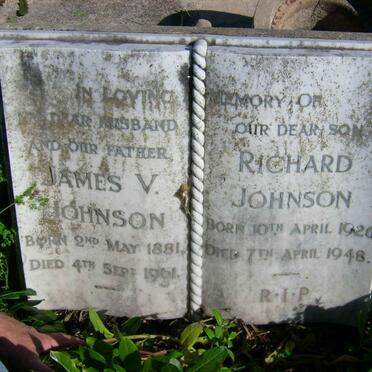 IN LOVING
DEAR HUSBAND
AND OUR FATHER
JAMES V.
JOHNSON
BORN 2ND MAY 1881.
DIED 4TH SEPT
MEMORY OF
OUR DEAR SON
RICHARD
JOHNSON
BORN 10TH APRIL
DIED 7TH APRIL 1948.
R.I.P.